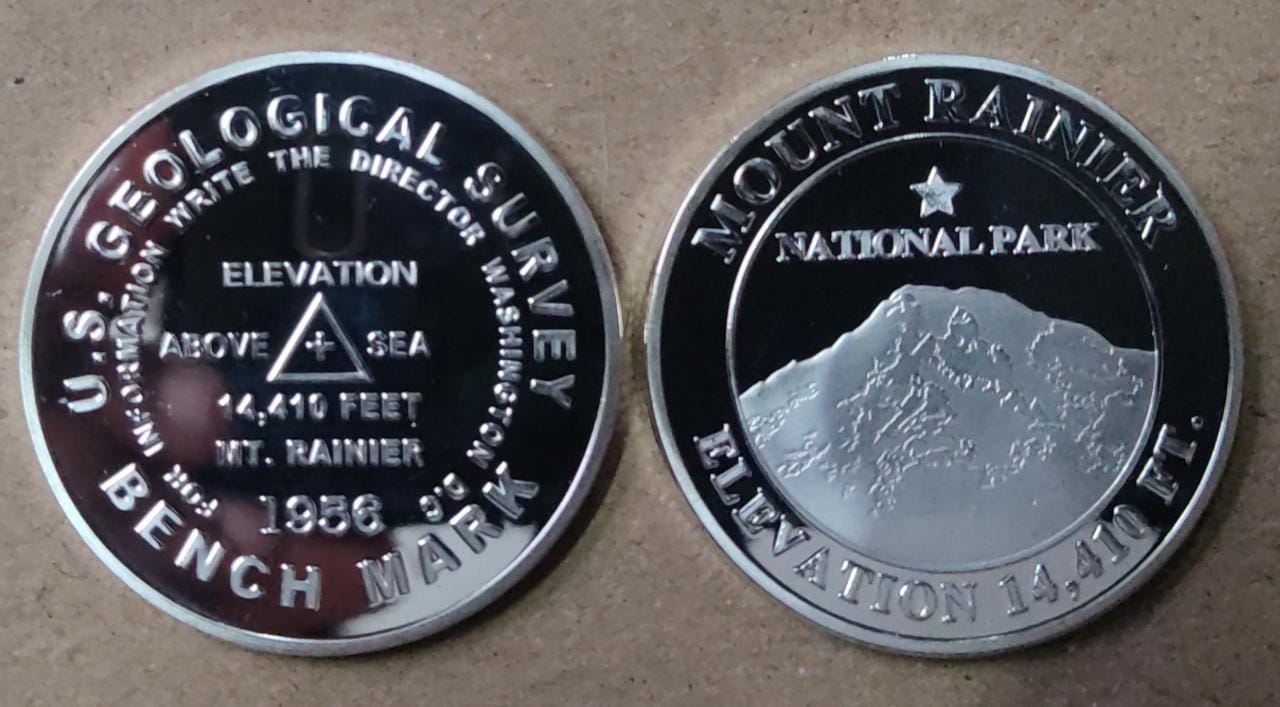 U.S. GEOLOGICAL SURVEY
FOR INFORMATION WRITE THE DIRECTOR WASHINGTON D.C
ELEVATION
ABOVE + SEA
14,410 FEET
MT. RAINIER
1956
BENCH MARK
MOUNT RAINIER
NATIONAL PARK
ELEVATION 14,410 FT.